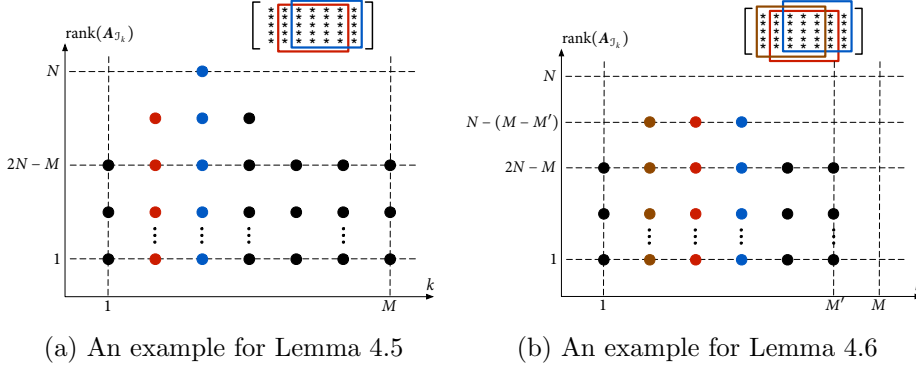 rank(A_{𝒥_k})
N
2N − M
1
k
1
M
(a) An example for Lemma 4.5
rank(A_{𝒥_k})
N
N − (M − M′)
2N − M
1
1
M′
M
(b) An example for Lemma 4.6